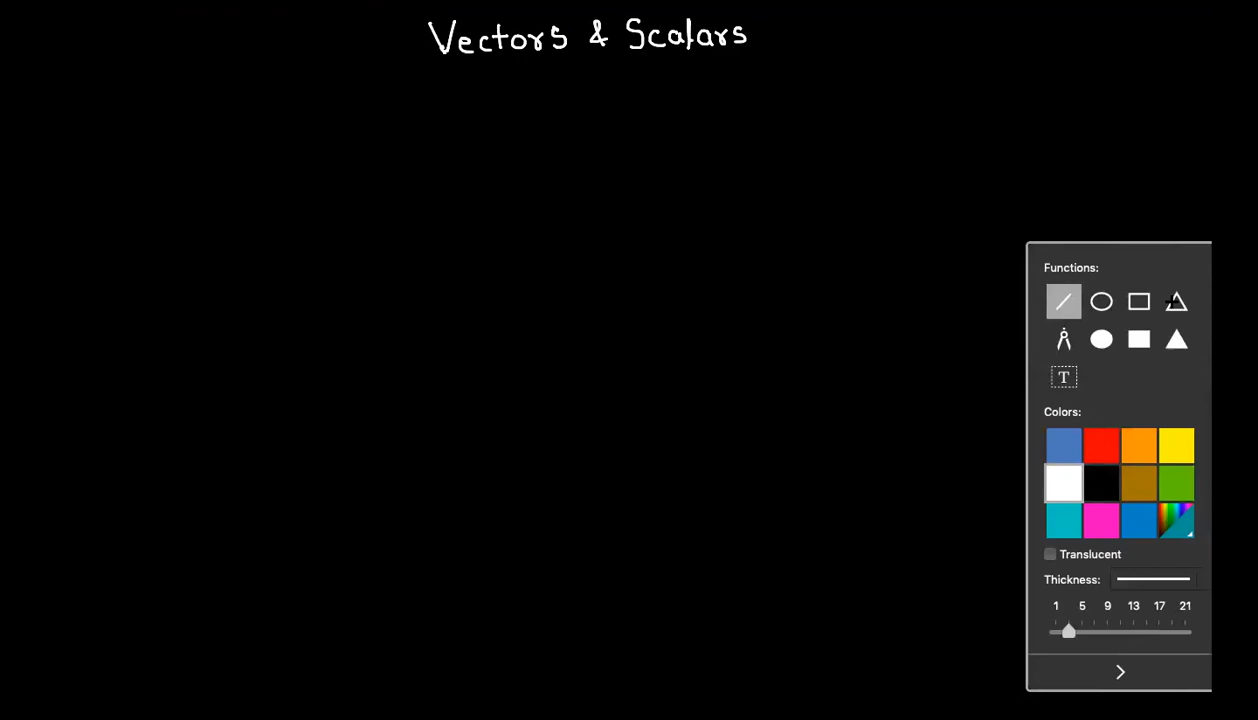 Vectors & Scalars
Functions:
T
Colors:
Translucent
Thickness:
1 5 9 13 17 21